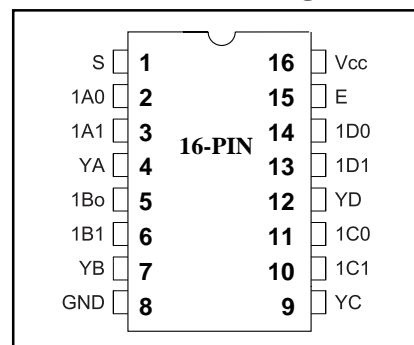 S 1 16 Vcc
1A0 2 15 E
1A1 3 14 1D0
16-PIN
YA 4 13 1D1
1Bo 5 12 YD
1B1 6 11 1C0
YB 7 10 1C1
GND 8 9 YC